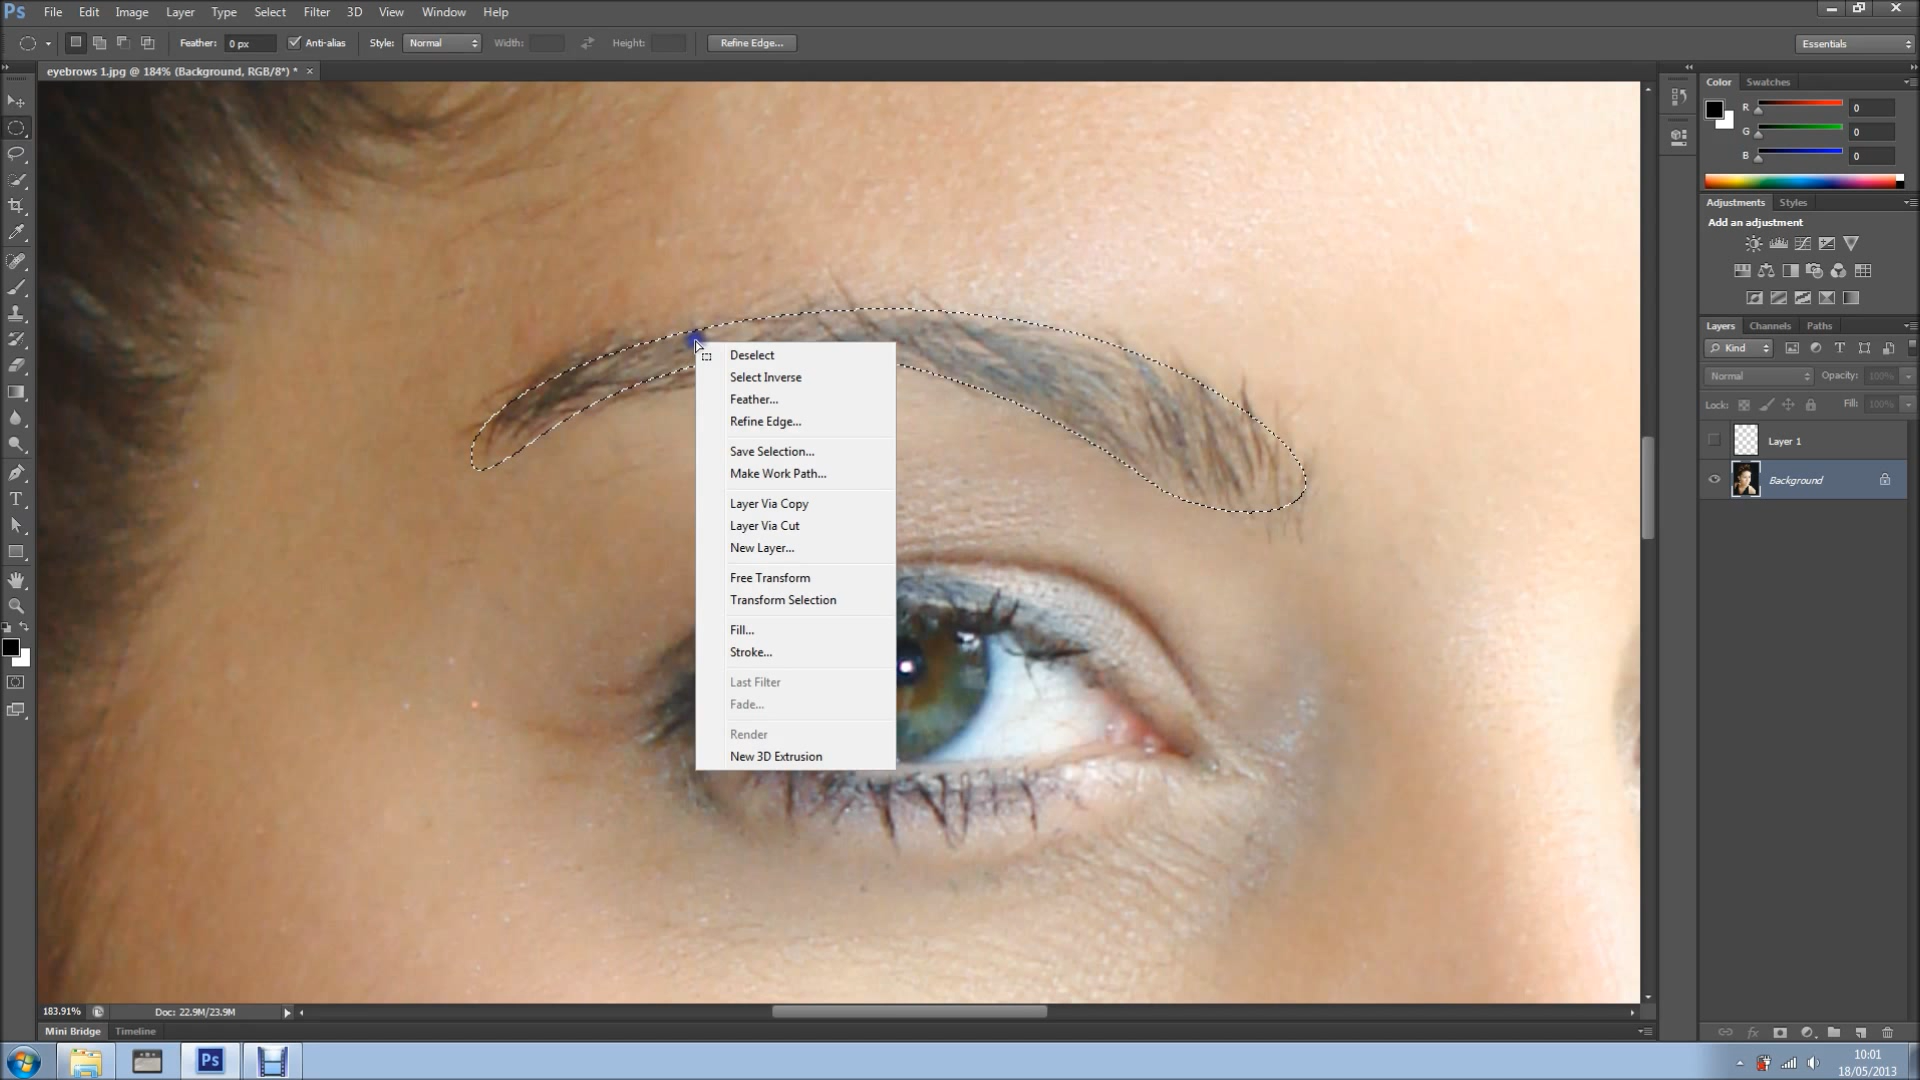 Ps File Edit Image Layer Type Select Filter 3D View Window Help
Feather: 0 px Anti-alias Style: Normal Width: Height: Refine Edge... Essentials
eyebrows 1.jpg @ 184% (Background, RGB/8*) * ×
Color Swatches
R 0
G 0
B 0
Adjustments Styles
Add an adjustment
Layers Channels Paths
Kind
Normal Opacity: 100%
Lock: Fill: 100%
Layer 1
Background
Deselect
Select Inverse
Feather...
Refine Edge...
Save Selection...
Make Work Path...
Layer Via Copy
Layer Via Cut
New Layer...
Free Transform
Transform Selection
Fill...
Stroke...
Last Filter
Fade...
Render
New 3D Extrusion
183.91% Doc: 22.9M/23.9M
Mini Bridge Timeline
Ps
10:01
18/05/2013